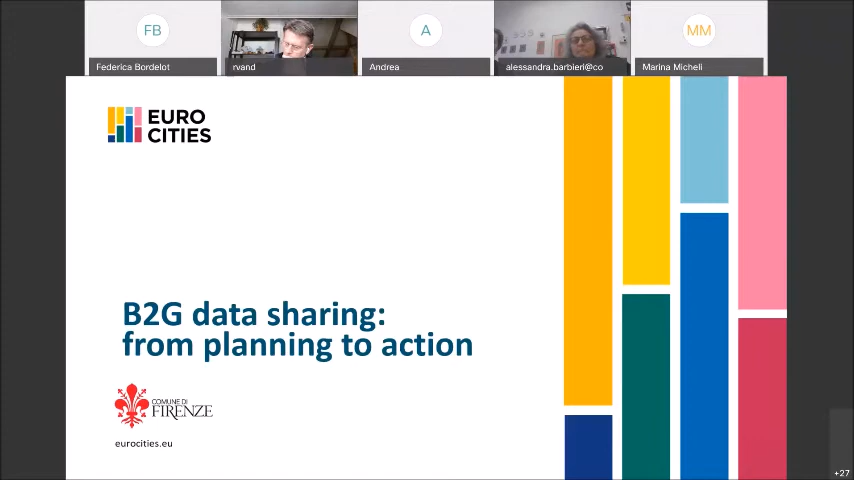 FB
A
MM
Federica Bordelot
rvand
Andrea
alessandra.barbieri@co
Marina Micheli
EURO
CITIES
B2G data sharing:
from planning to action
COMUNE DI
FIRENZE
eurocities.eu
+27